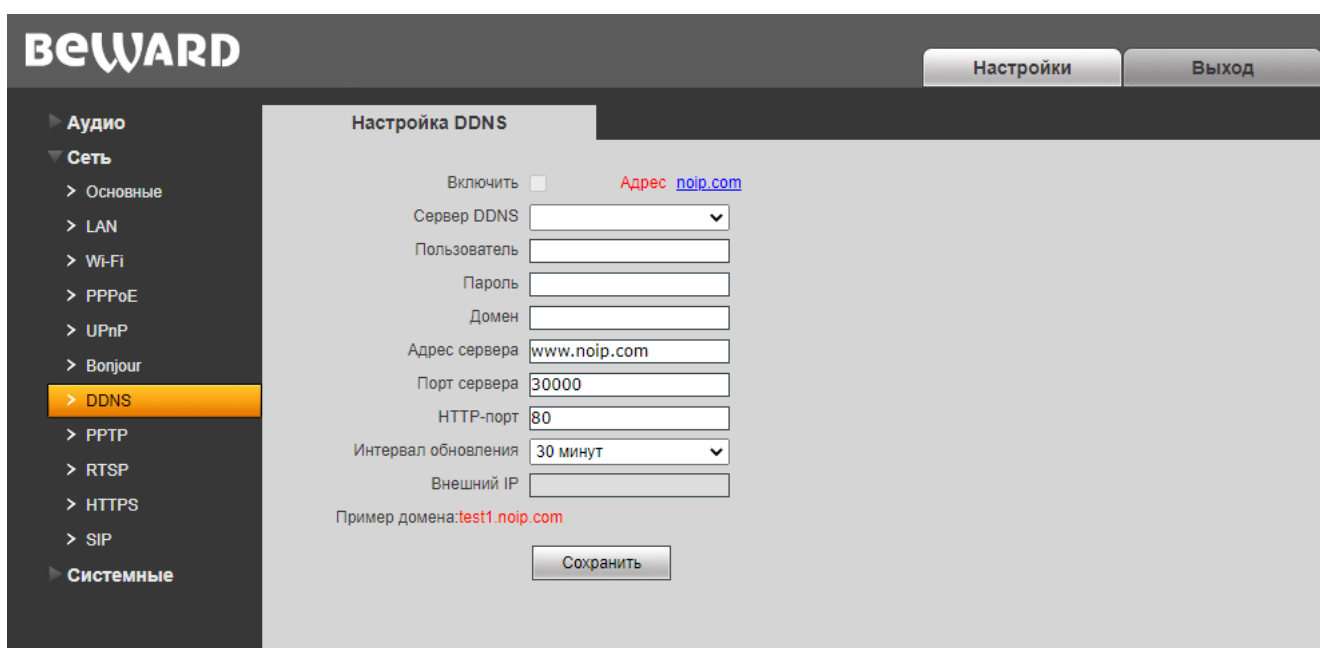 BEWARD
Настройки
Выход
Аудио
Сеть
> Основные
> LAN
> Wi-Fi
> PPPoE
> UPnP
> Bonjour
> DDNS
> PPTP
> RTSP
> HTTPS
> SIP
Системные
Настройка DDNS
Включить Адрес noip.com
Сервер DDNS
Пользователь
Пароль
Домен
Адрес сервера www.noip.com
Порт сервера 30000
HTTP-порт 80
Интервал обновления 30 минут
Внешний IP
Пример домена:test1.noip.com
Сохранить